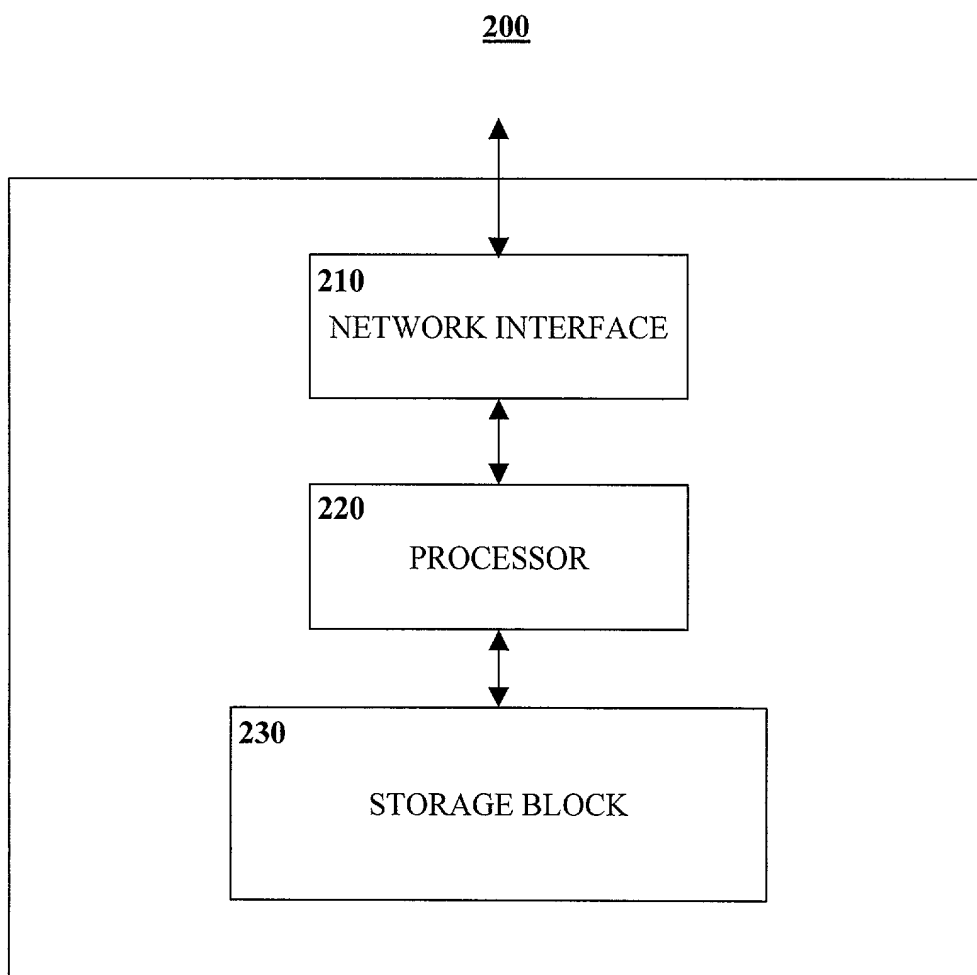 200
210
NETWORK INTERFACE
220
PROCESSOR
230
STORAGE BLOCK